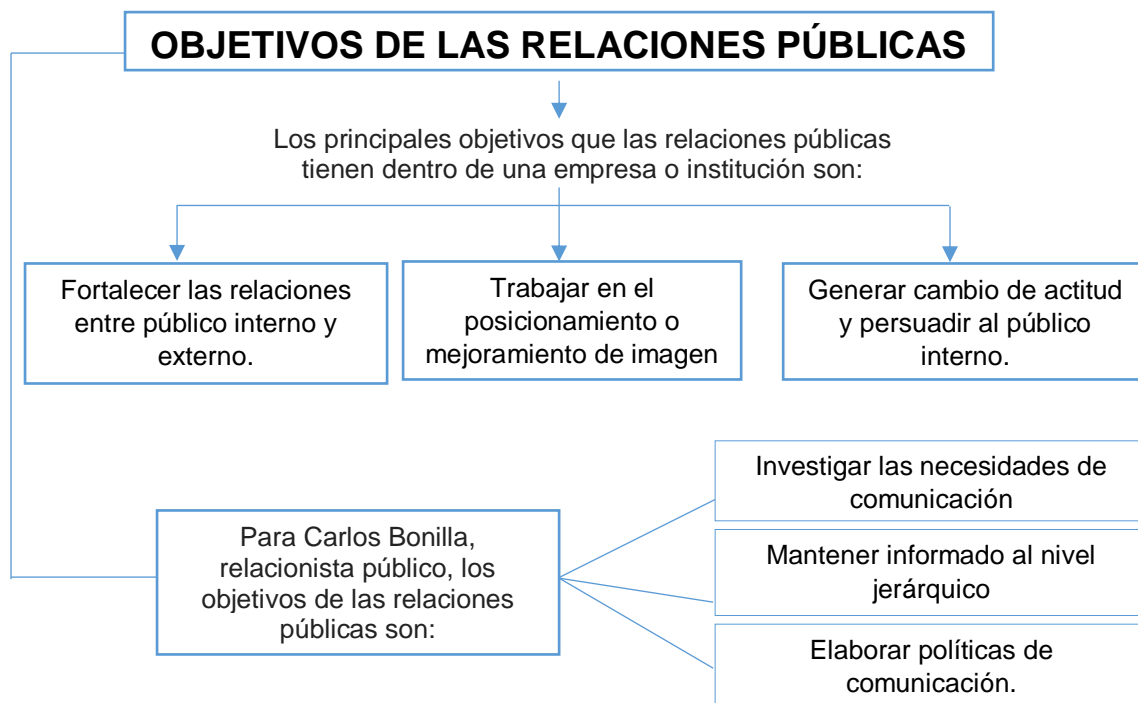 OBJETIVOS DE LAS RELACIONES PÚBLICAS
Los principales objetivos que las relaciones públicas
tienen dentro de una empresa o institución son:
Fortalecer las relaciones
entre público interno y
externo.
Trabajar en el
posicionamiento o
mejoramiento de imagen
Generar cambio de actitud
y persuadir al público
interno.
Para Carlos Bonilla,
relacionista público, los
objetivos de las relaciones
públicas son:
Investigar las necesidades de
comunicación
Mantener informado al nivel
jerárquico
Elaborar políticas de
comunicación.